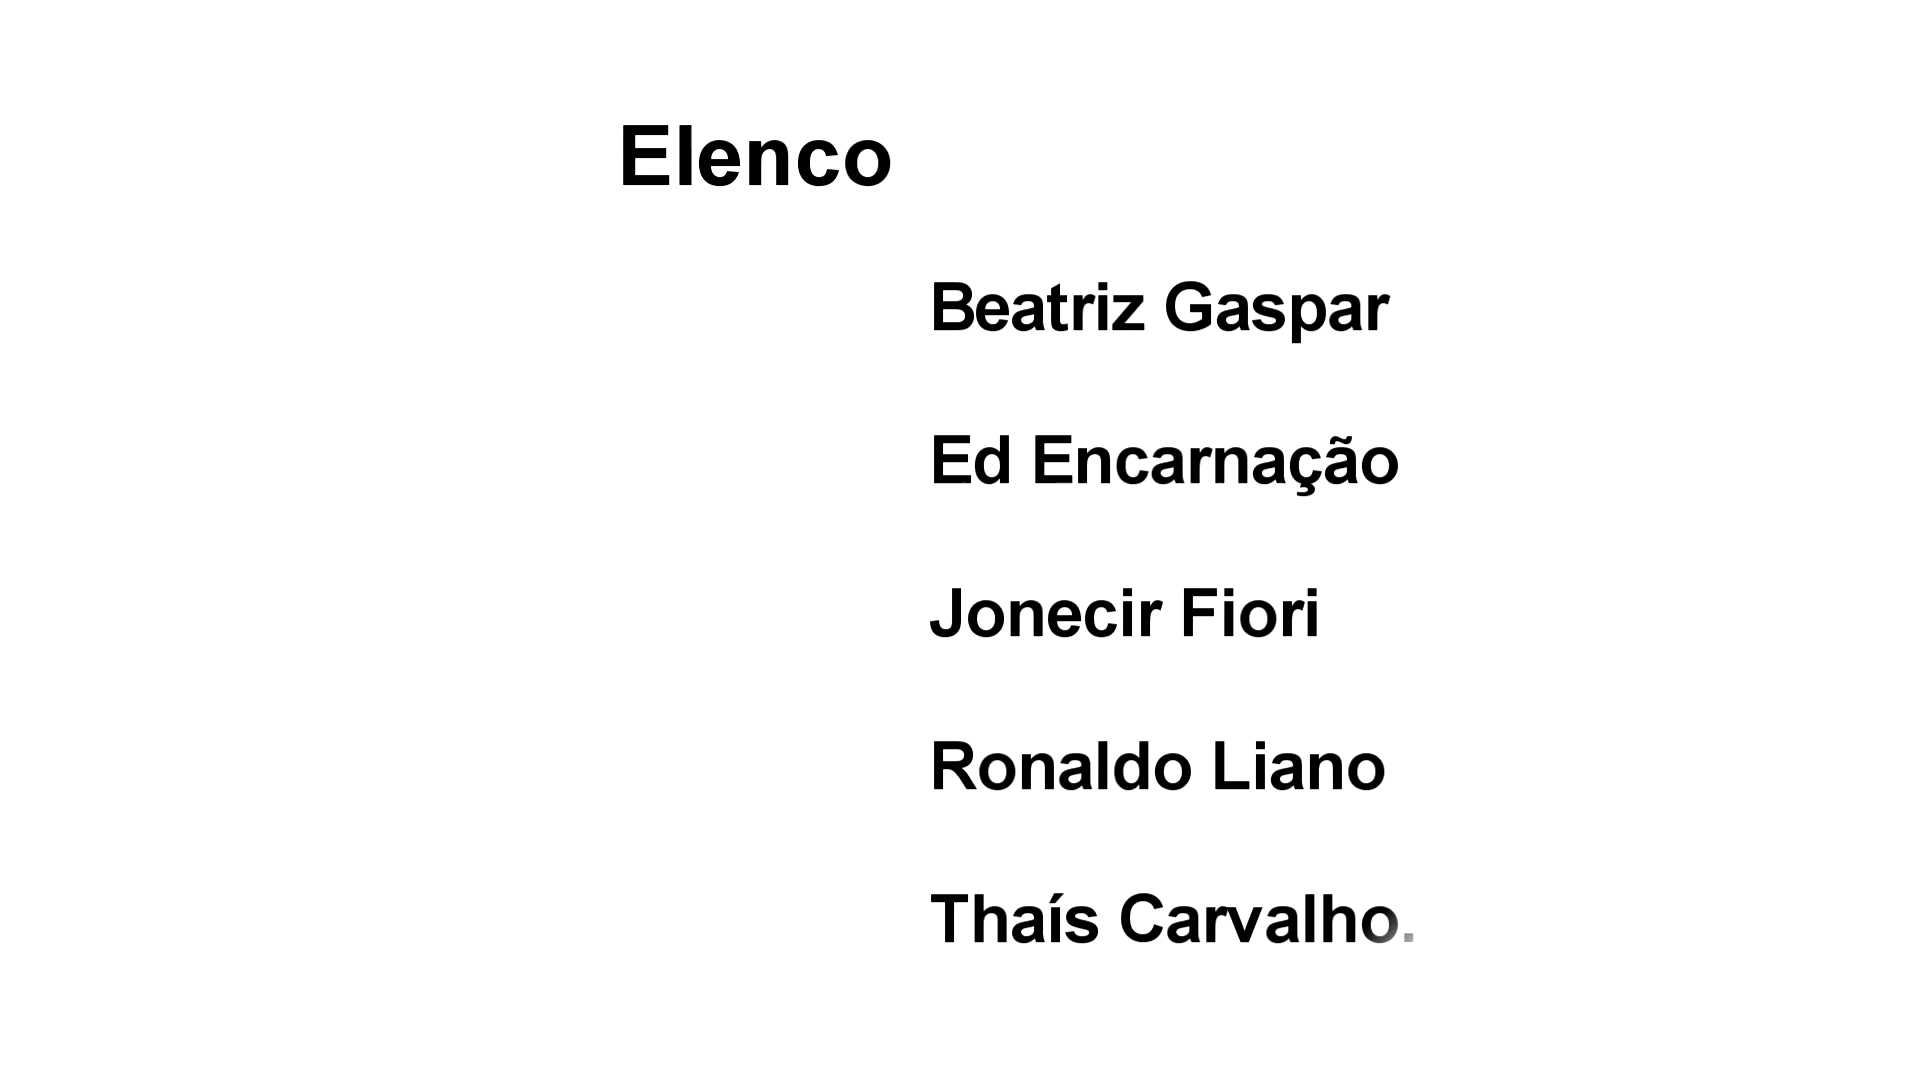 Elenco
Beatriz Gaspar
Ed Encarnação
Jonecir Fiori
Ronaldo Liano
Thaís Carvalho.